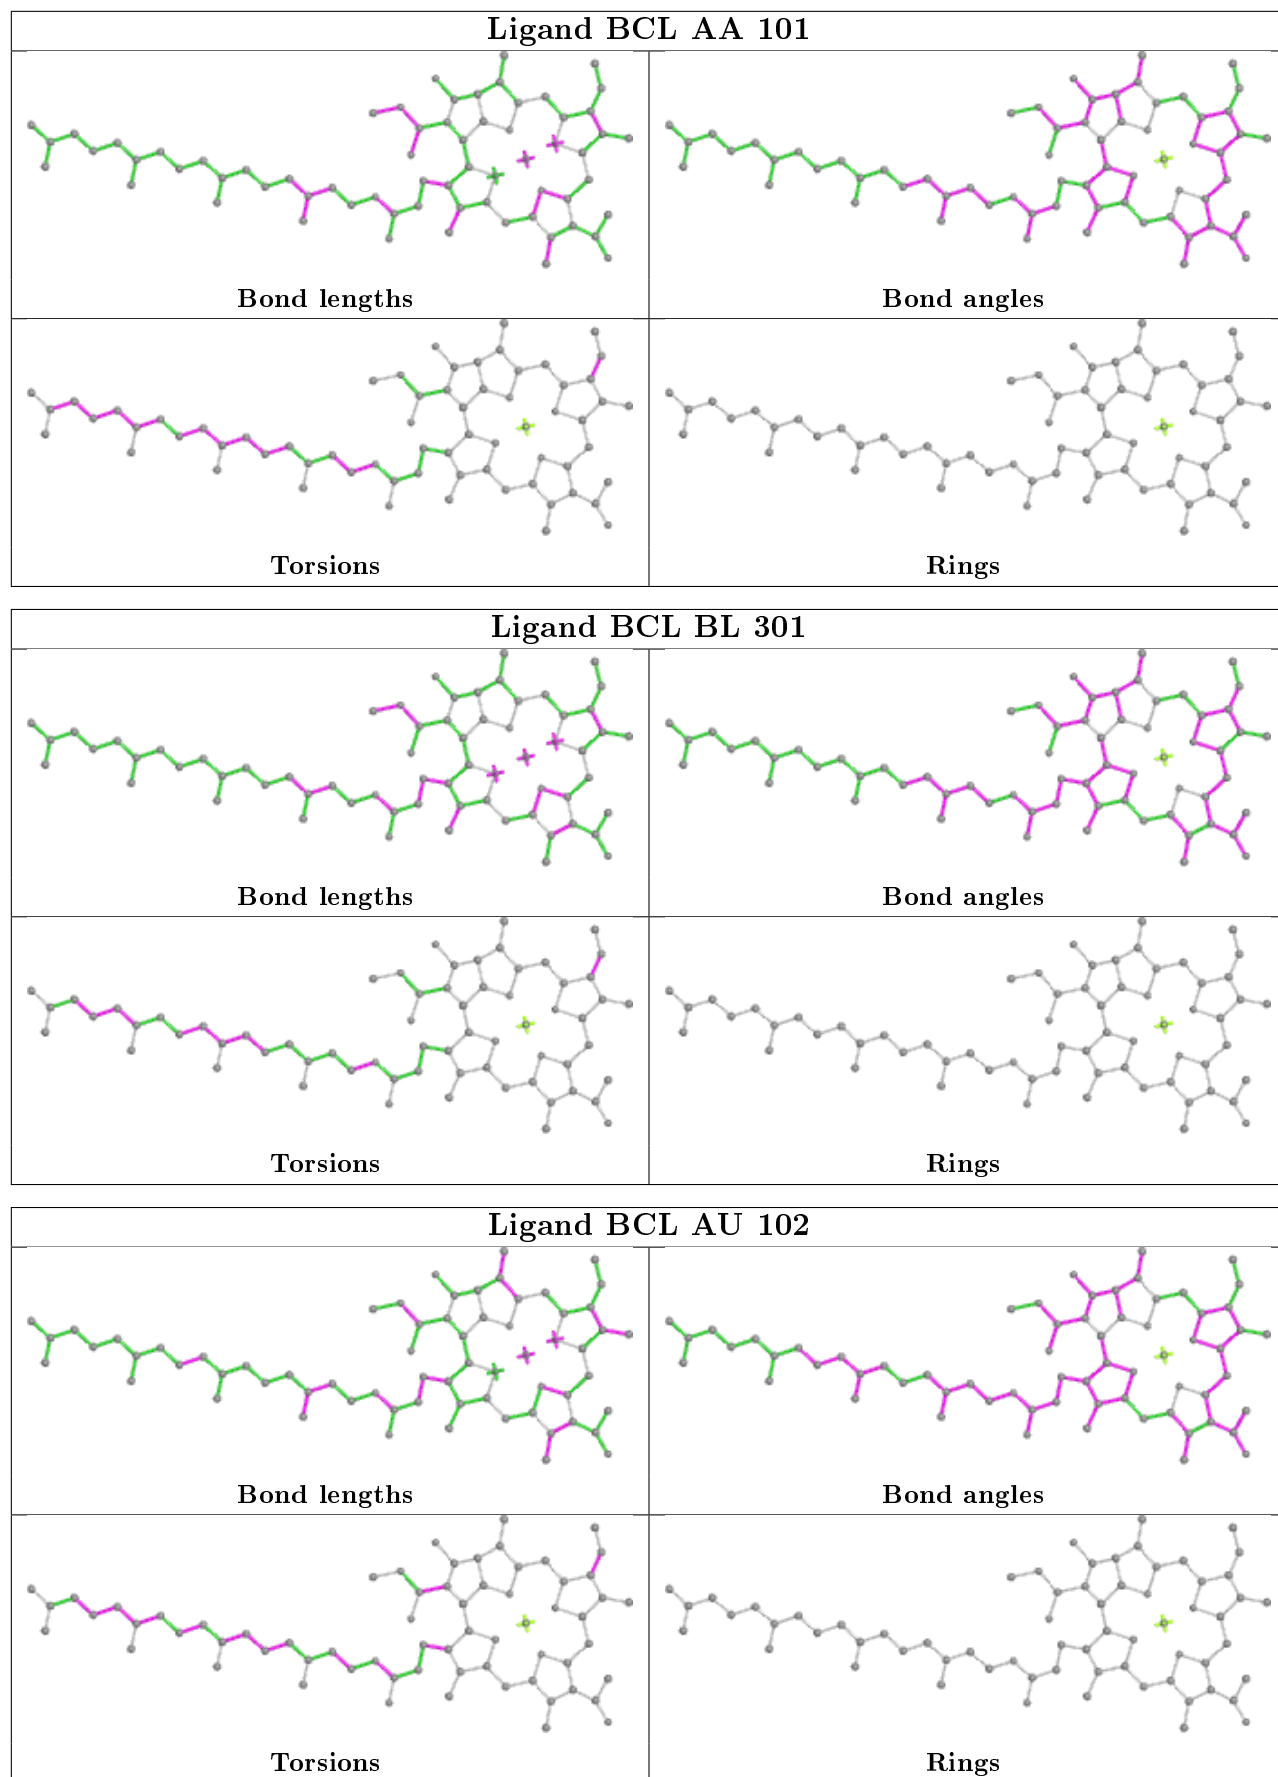 Ligand BCL AA 101
Bond lengths
Bond angles
Torsions
Rings
Ligand BCL BL 301
Bond lengths
Bond angles
Torsions
Rings
Ligand BCL AU 102
Bond lengths
Bond angles
Torsions
Rings